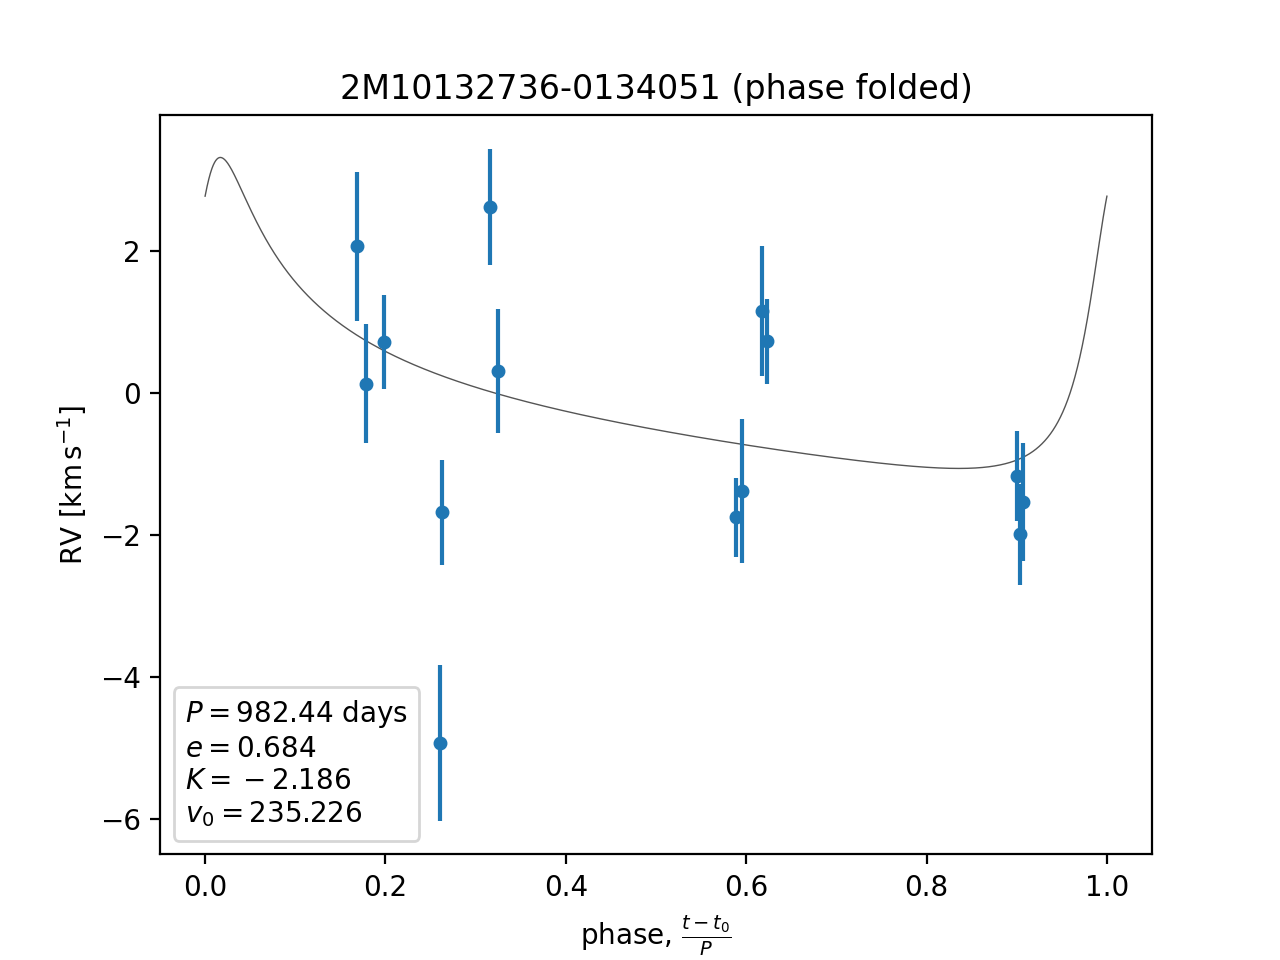 2M10132736-0134051 (phase folded)
2
0
−2
−4
−6
RV [km s⁻¹]
P = 982.44 days
e = 0.684
K = −2.186
v₀ = 235.226
0.0 0.2 0.4 0.6 0.8 1.0
phase, (t − t₀)/P